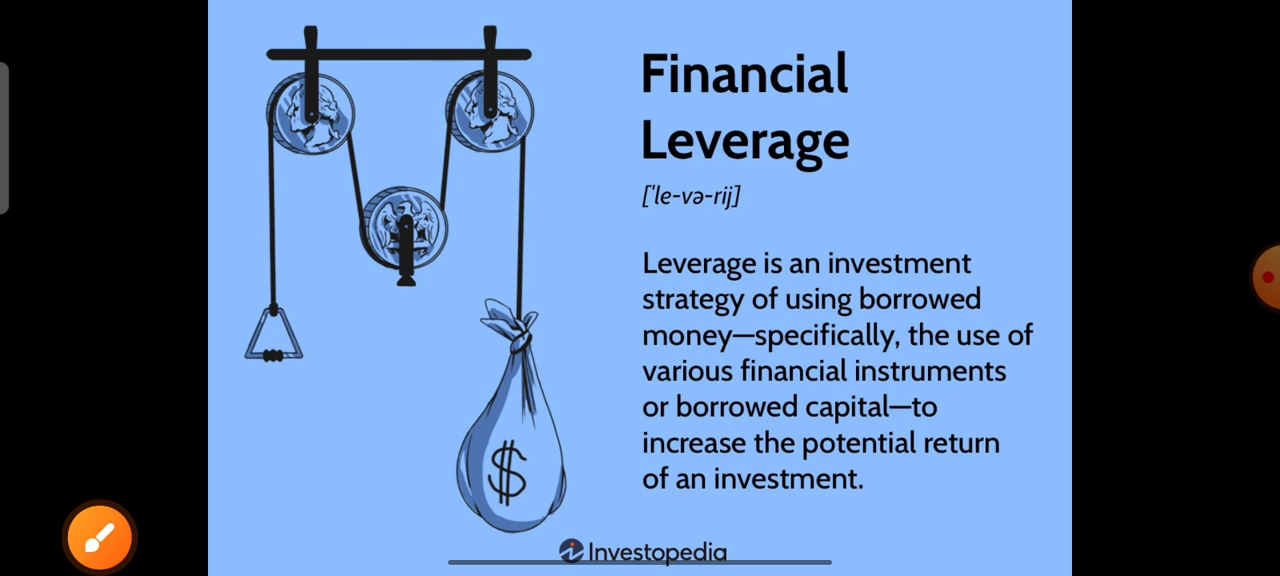 Financial
Leverage
[ˈle-və-rij]
Leverage is an investment
strategy of using borrowed
money—specifically, the use of
various financial instruments
or borrowed capital—to
increase the potential return
of an investment.
$
Investopedia